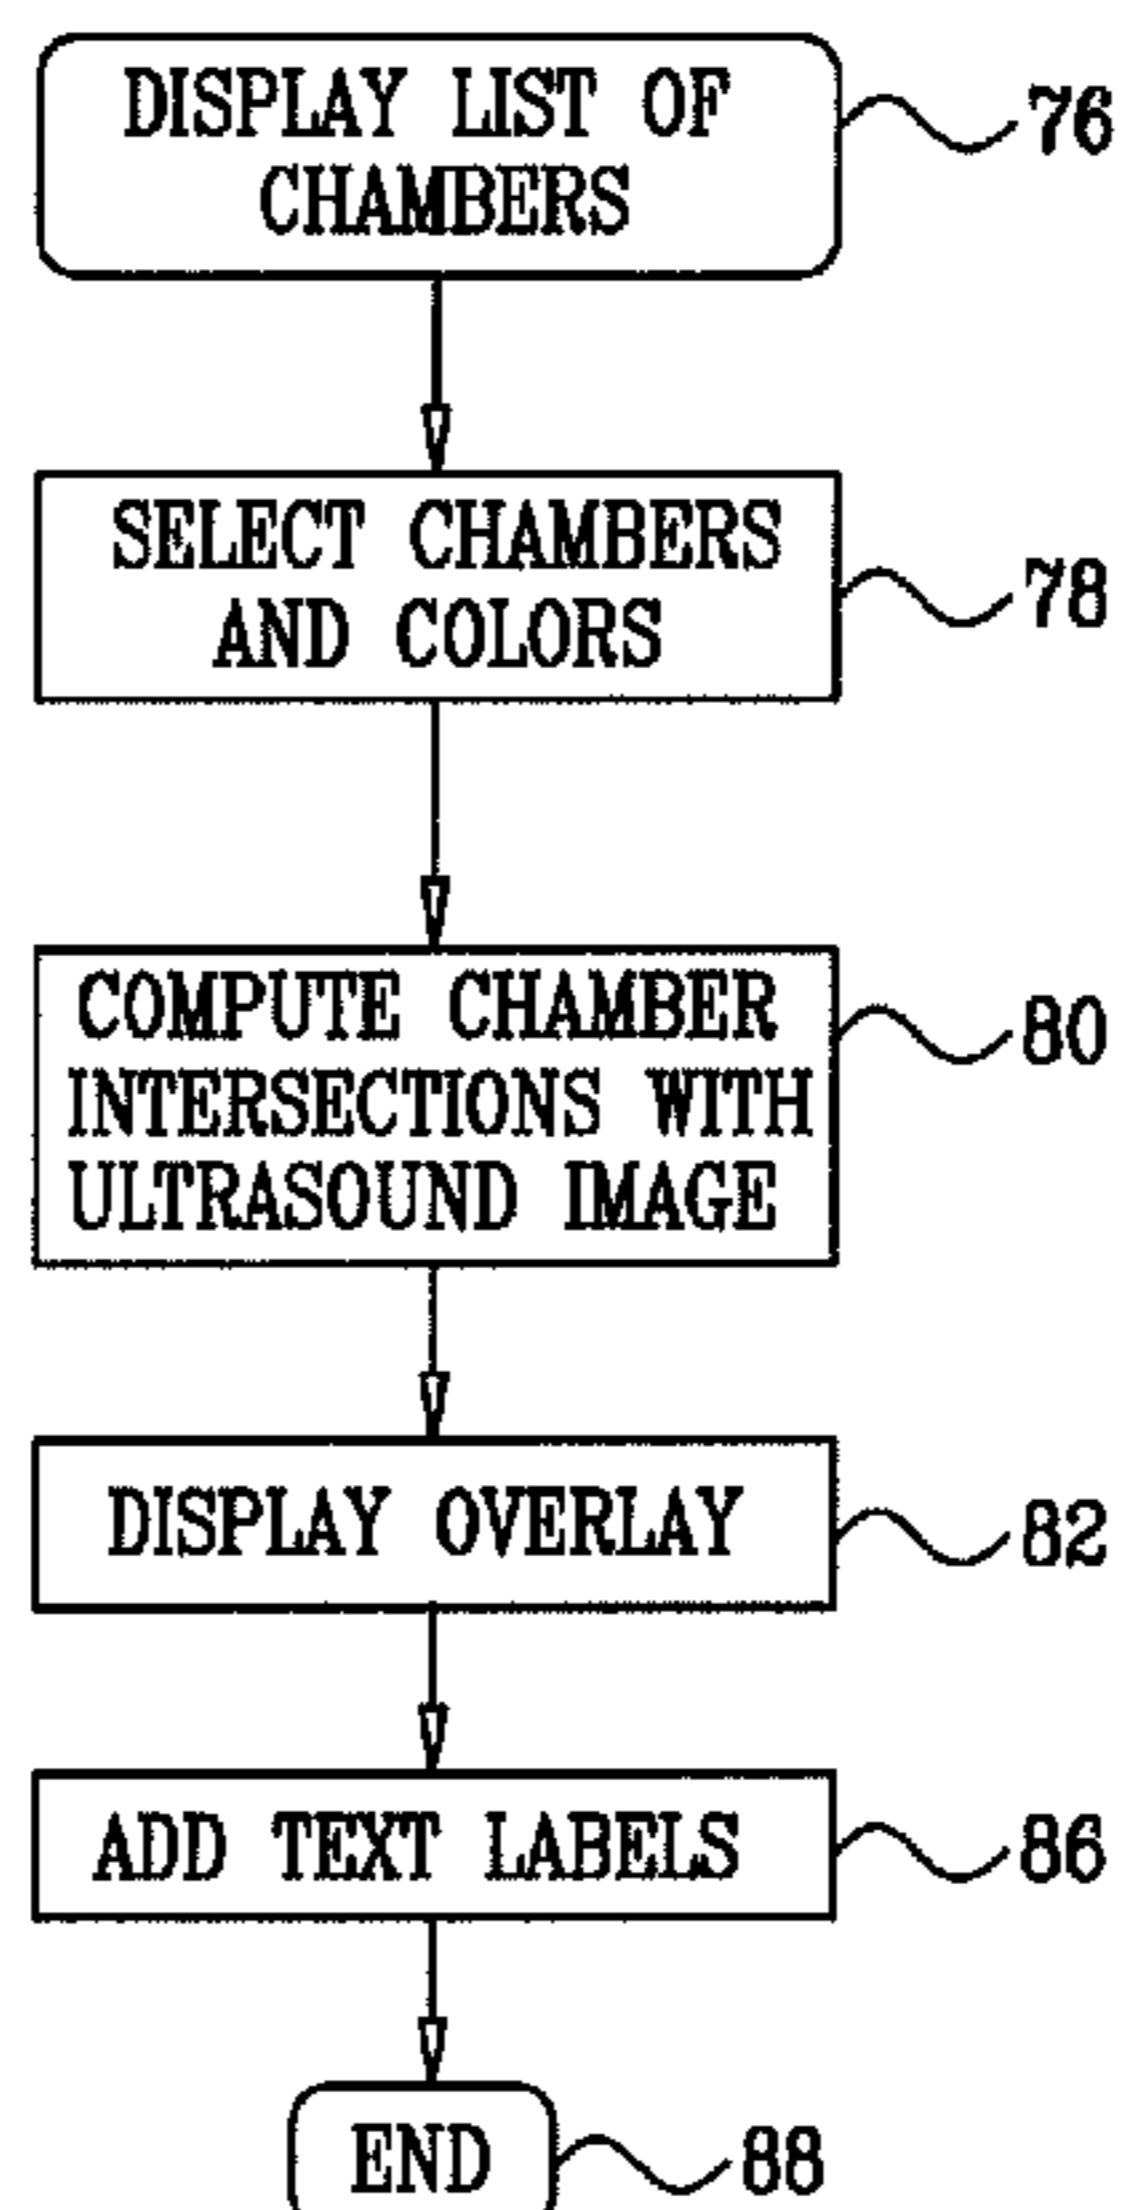 DISPLAY LIST OF
CHAMBERS
76
SELECT CHAMBERS
AND COLORS
78
COMPUTE CHAMBER
INTERSECTIONS WITH
ULTRASOUND IMAGE
80
DISPLAY OVERLAY
82
ADD TEXT LABELS
86
END
88